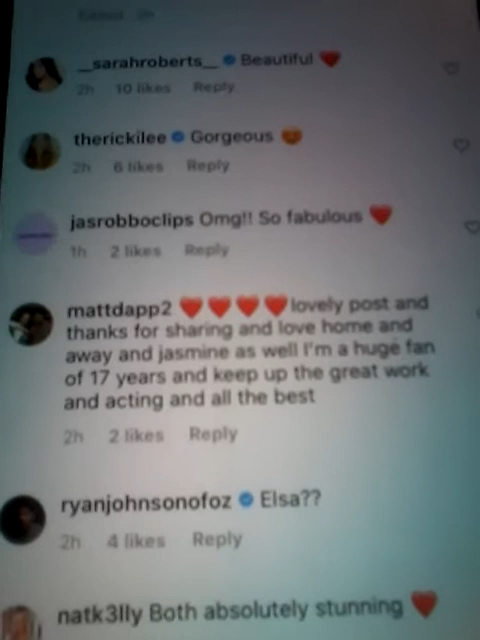 __sarahroberts__ Beautiful ❤️
2h 10 likes Reply
therickilee Gorgeous 😍
2h 6 likes Reply
jasrobboclips Omg!! So fabulous ❤️
1h 2 likes Reply
mattdapp2 ❤️❤️❤️❤️lovely post and
thanks for sharing and love home and
away and jasmine as well I'm a huge fan
of 17 years and keep up the great work
and acting and all the best
2h 2 likes Reply
ryanjohnsonofoz Elsa??
2h 4 likes Reply
natk3lly Both absolutely stunning ❤️